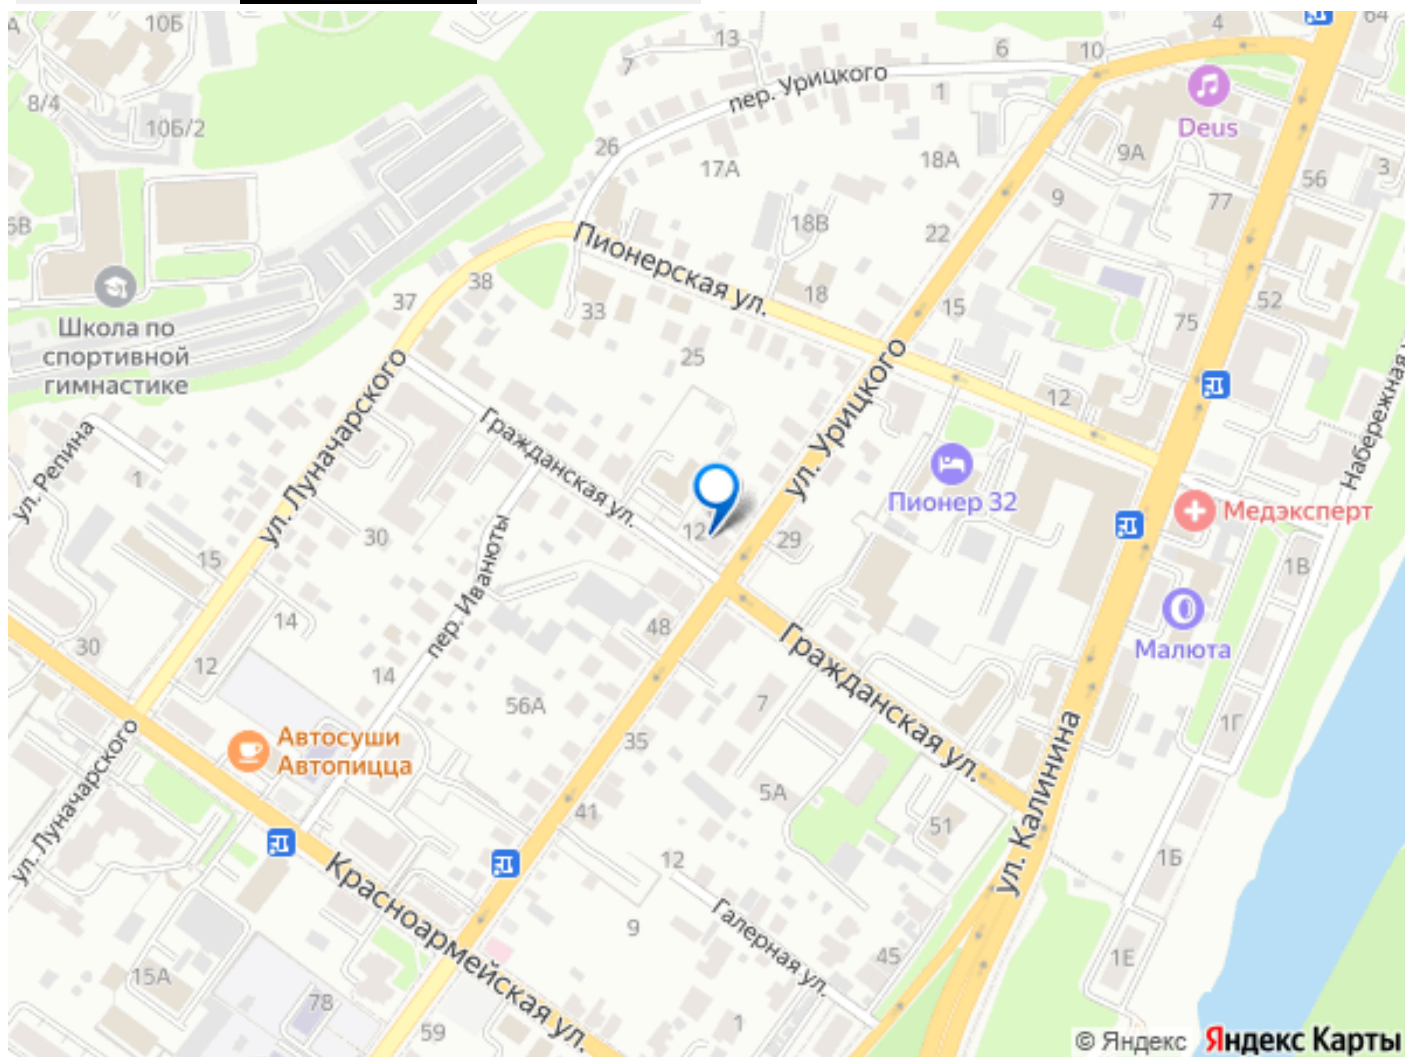 10Б
13
6
10
4
64
7
пер. Урицкого
1
8/4
10Б/2
Deus
26
9А
17А
18А
56
3
9
77
6В
18В
22
Пионерская ул.
38
37
33
18
15
52
75
Школа по
спортивной
гимнастике
25
ул. Урицкого
12
Набережная
ул. Луначарского
Гражданская ул.
ул. Репина
1
Пионер 32
Медэксперт
30
пер. Иванюты
12
29
15
1В
14
48
Гражданская ул.
Малюта
30
12
14
56А
7
1Г
Автосуши
Автопицца
35
ул. Калинина
ул. Луначарского
5А
41
51
12
1Б
Красноармейская ул.
Галерная ул.
9
45
1Е
15А
78
59
1
© Яндекс Яндекс Карты